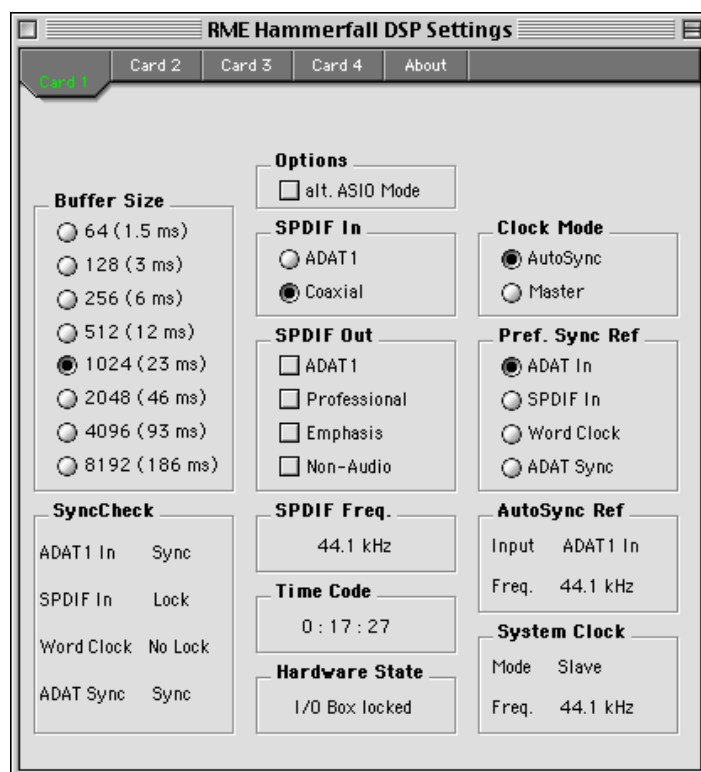 RME Hammerfall DSP Settings
Card 1
Card 2
Card 3
Card 4
About
Buffer Size
64 (1.5 ms)
128 (3 ms)
256 (6 ms)
512 (12 ms)
1024 (23 ms)
2048 (46 ms)
4096 (93 ms)
8192 (186 ms)
SyncCheck
ADAT1 In Sync
SPDIF In Lock
Word Clock No Lock
ADAT Sync Sync
Options
alt. ASIO Mode
SPDIF In
ADAT1
Coaxial
SPDIF Out
ADAT1
Professional
Emphasis
Non-Audio
SPDIF Freq.
44.1 kHz
Time Code
0 : 17 : 27
Hardware State
I/O Box locked
Clock Mode
AutoSync
Master
Pref. Sync Ref
ADAT In
SPDIF In
Word Clock
ADAT Sync
AutoSync Ref
Input ADAT1 In
Freq. 44.1 kHz
System Clock
Mode Slave
Freq. 44.1 kHz